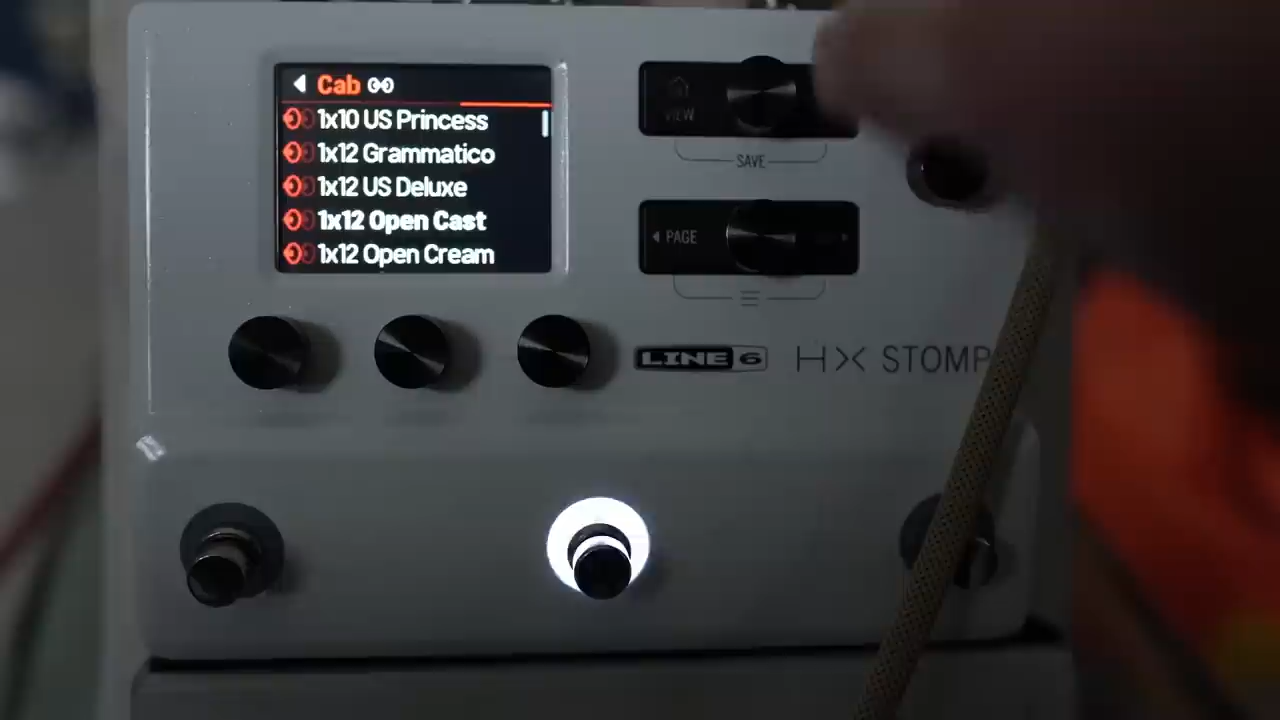 Cab
1x10 US Princess
1x12 Grammatico
1x12 US Deluxe
1x12 Open Cast
1x12 Open Cream
VIEW
SAVE
PAGE
LINE 6
HX STOMP